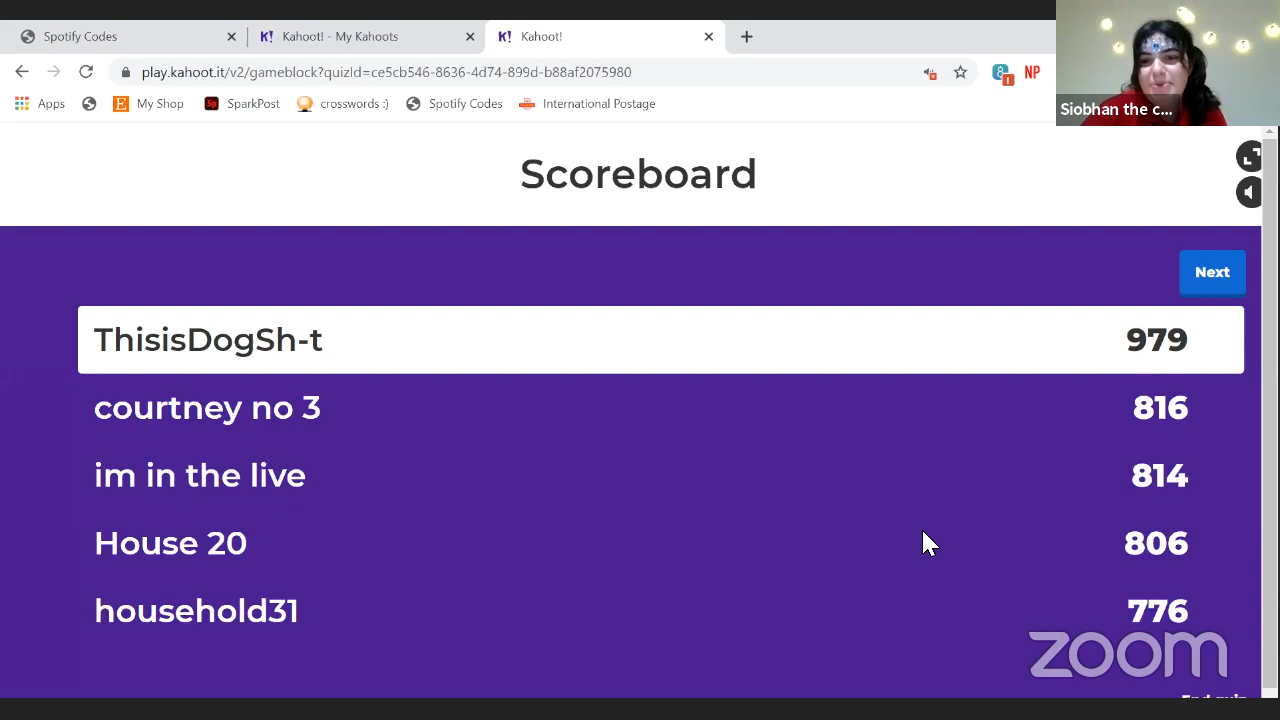 Spotify Codes
Kahoot! - My Kahoots
Kahoot!
play.kahoot.it/v2/gameblock?quizId=ce5cb546-8636-4d74-899d-b88af2075980
NP
Apps
My Shop
SparkPost
crosswords :)
Spotify Codes
International Postage
Siobhan the c...
Scoreboard
Next
ThisisDogSh-t 979
courtney no 3 816
im in the live 814
House 20 806
household31 776
zoom
End quiz